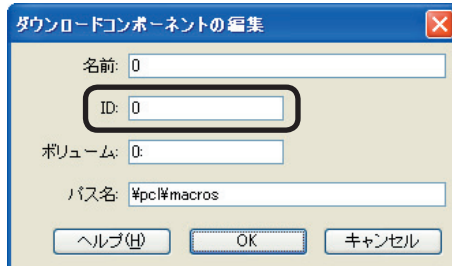 ダウンロードコンポーネントの編集
名前: 0
ID: 0
ボリューム: 0:
パス名: ¥pcl¥macros
ヘルプ(H) OK キャンセル